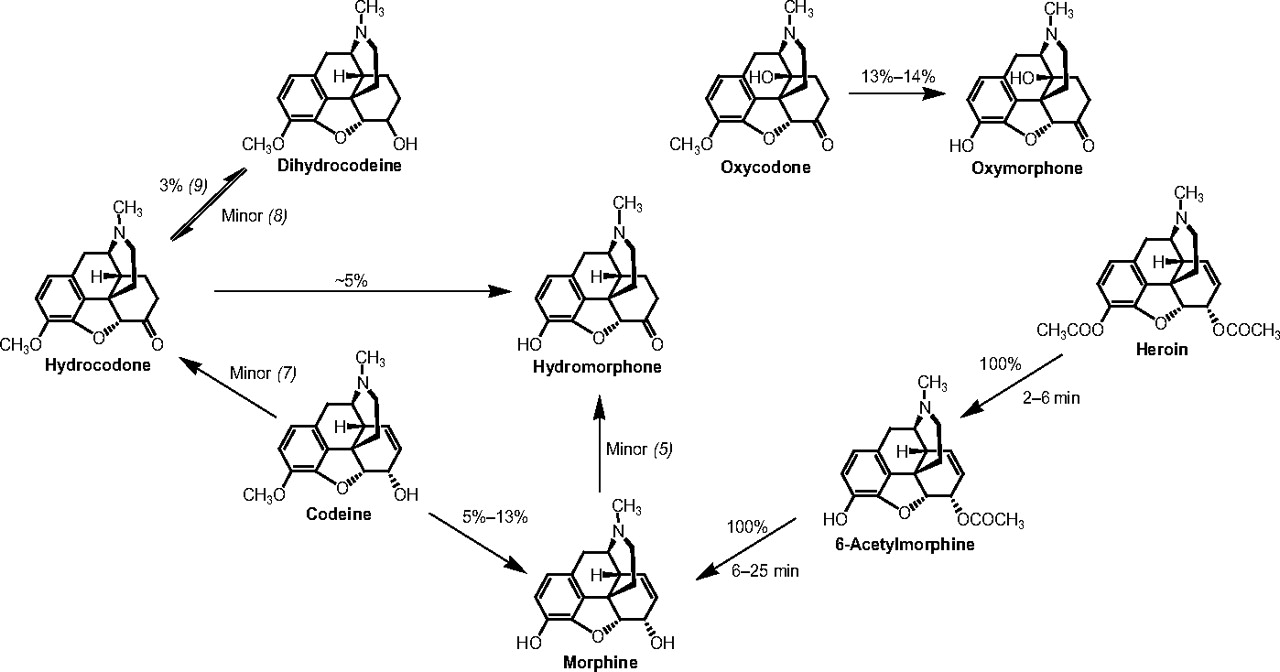 CH₃
N
H
O
CH₃O
OH
Dihydrocodeine
CH₃
N
HO
O
CH₃O
O
Oxycodone
13%–14%
CH₃
N
HO
O
HO
O
Oxymorphone
3% (9)
Minor (8)
CH₃
N
H
O
CH₃O
O
Hydrocodone
~5%
CH₃
N
H
O
HO
O
Hydromorphone
CH₃
N
H
O
CH₃COO
OCOCH₃
Heroin
Minor (7)
CH₃
N
H
O
CH₃O
OH
Codeine
100%
2–6 min
CH₃
N
H
O
HO
OCOCH₃
6-Acetylmorphine
Minor (5)
5%–13%
100%
6–25 min
CH₃
N
H
O
HO
OH
Morphine